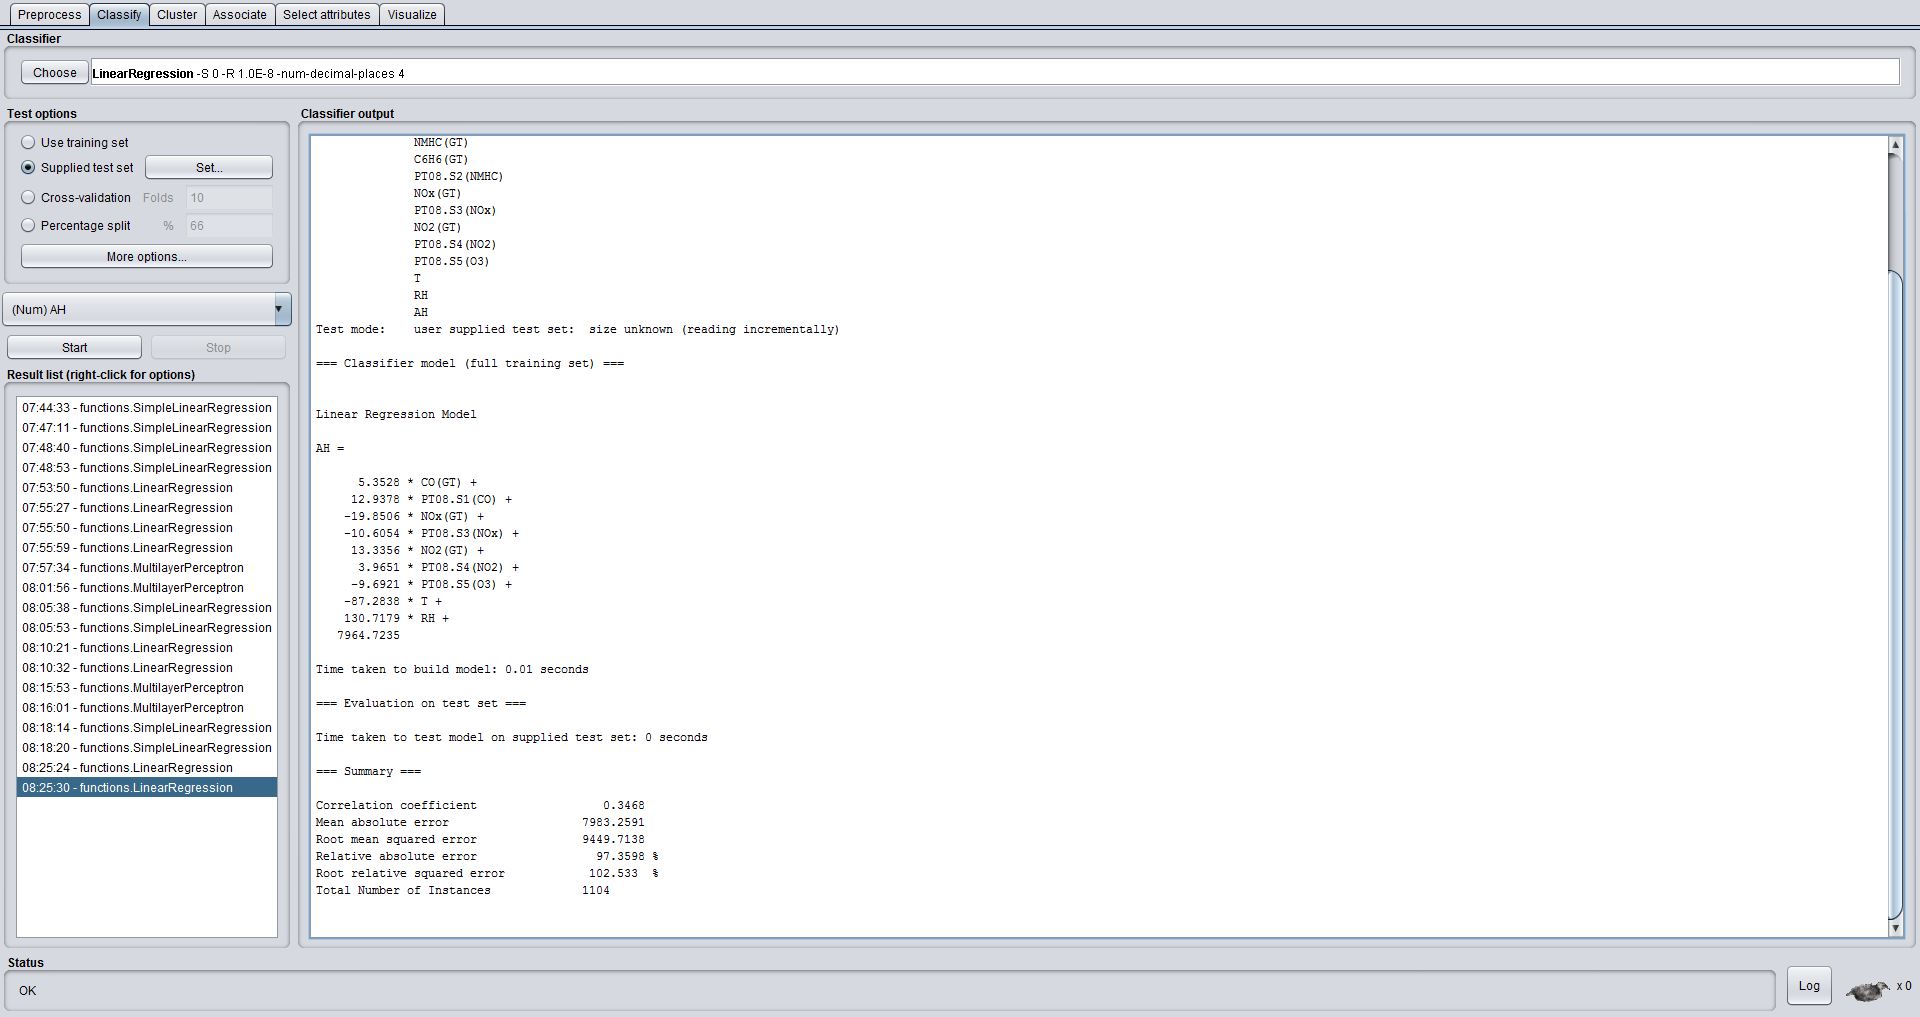 Preprocess Classify Cluster Associate Select attributes Visualize
Classifier
Choose LinearRegression -S 0 -R 1.0E-8 -num-decimal-places 4
Test options
Use training set
Supplied test set Set...
Cross-validation Folds 10
Percentage split % 66
More options...
(Num) AH
Start Stop
Result list (right-click for options)
07:44:33 - functions.SimpleLinearRegression
07:47:11 - functions.SimpleLinearRegression
07:48:40 - functions.SimpleLinearRegression
07:48:53 - functions.SimpleLinearRegression
07:53:50 - functions.LinearRegression
07:55:27 - functions.LinearRegression
07:55:50 - functions.LinearRegression
07:55:59 - functions.LinearRegression
07:57:34 - functions.MultilayerPerceptron
08:01:56 - functions.MultilayerPerceptron
08:05:38 - functions.SimpleLinearRegression
08:05:53 - functions.SimpleLinearRegression
08:10:21 - functions.LinearRegression
08:10:32 - functions.LinearRegression
08:15:53 - functions.MultilayerPerceptron
08:16:01 - functions.MultilayerPerceptron
08:18:14 - functions.SimpleLinearRegression
08:18:20 - functions.SimpleLinearRegression
08:25:24 - functions.LinearRegression
08:25:30 - functions.LinearRegression
Classifier output
NMHC(GT)
C6H6(GT)
PT08.S2(NMHC)
NOx(GT)
PT08.S3(NOx)
NO2(GT)
PT08.S4(NO2)
PT08.S5(O3)
T
RH
AH
Test mode: user supplied test set: size unknown (reading incrementally)
=== Classifier model (full training set) ===
Linear Regression Model
AH =
5.3528 * CO(GT) +
12.9378 * PT08.S1(CO) +
-19.8506 * NOx(GT) +
-10.6054 * PT08.S3(NOx) +
13.3356 * NO2(GT) +
3.9651 * PT08.S4(NO2) +
-9.6921 * PT08.S5(O3) +
-87.2838 * T +
130.7179 * RH +
7964.7235
Time taken to build model: 0.01 seconds
=== Evaluation on test set ===
Time taken to test model on supplied test set: 0 seconds
=== Summary ===
Correlation coefficient 0.3468
Mean absolute error 7983.2591
Root mean squared error 9449.7138
Relative absolute error 97.3598 %
Root relative squared error 102.533 %
Total Number of Instances 1104
Status
OK
Log x 0